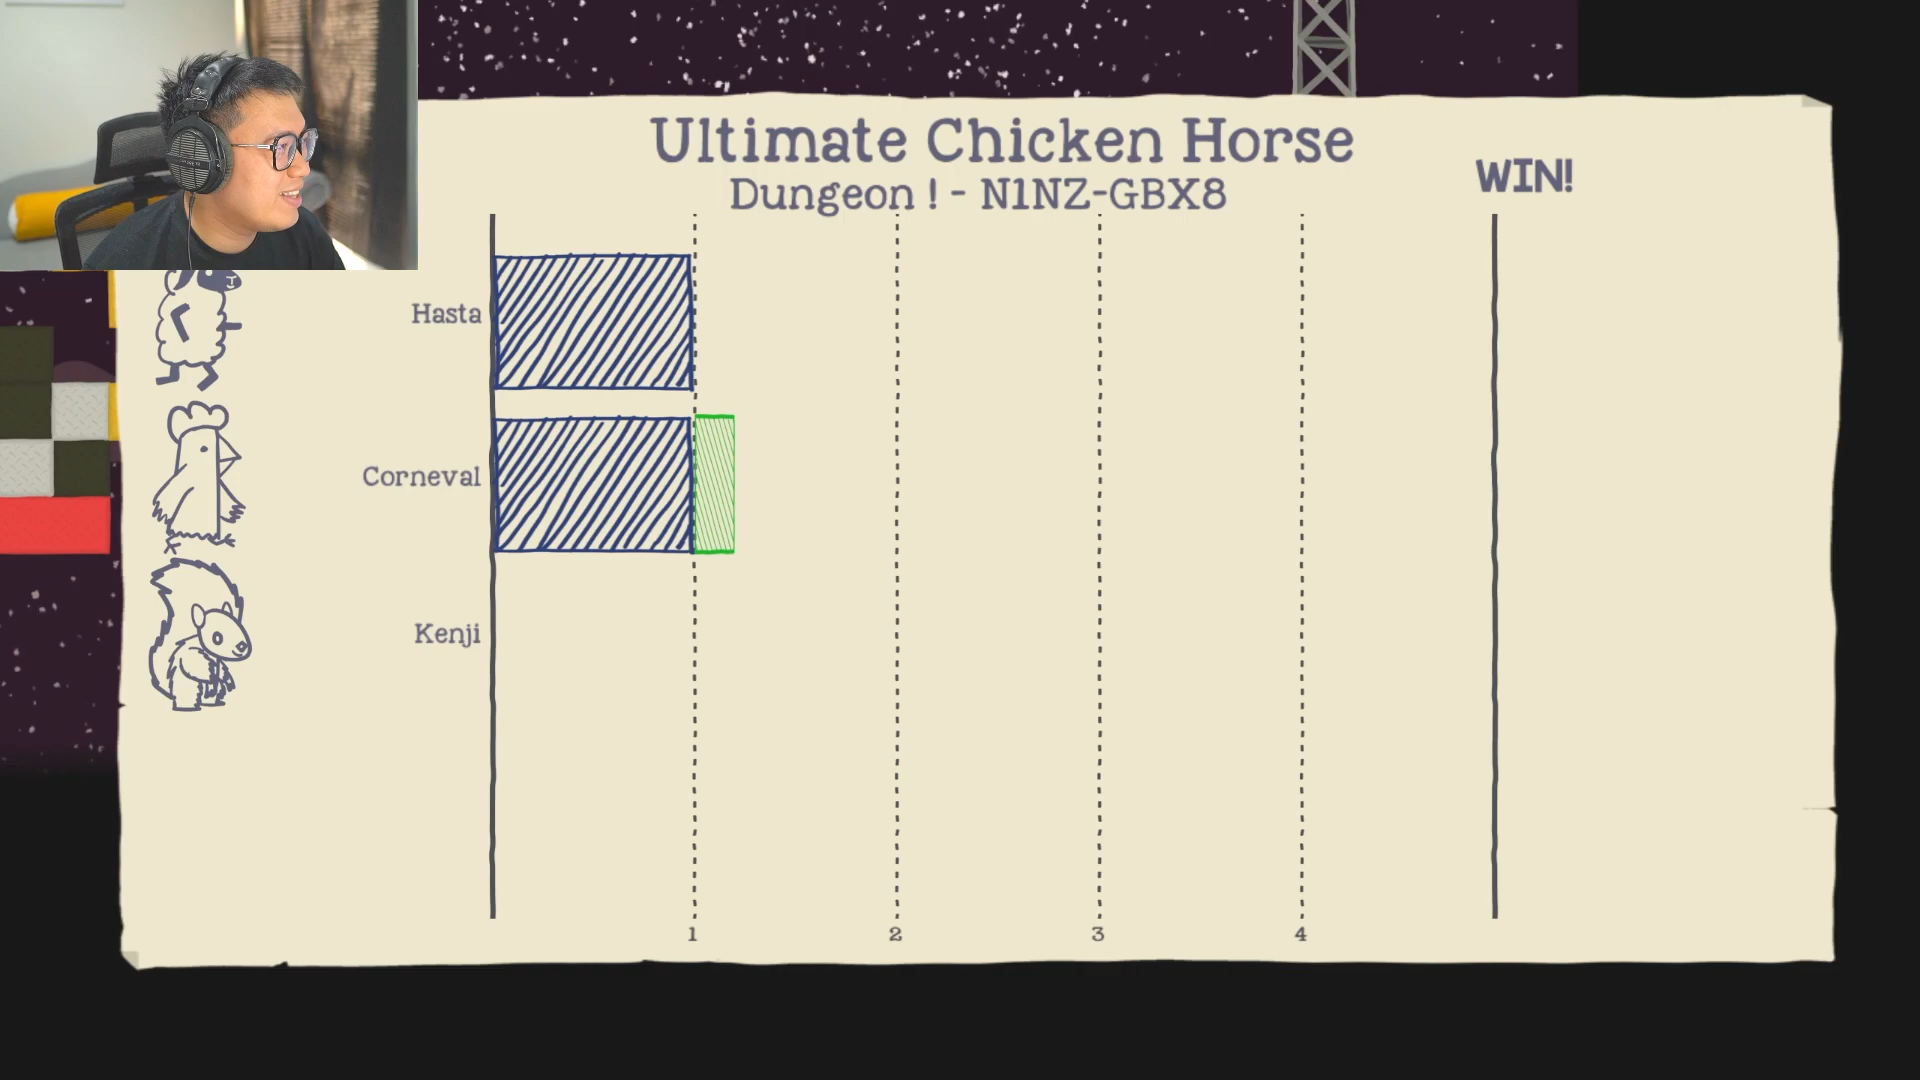 Ultimate Chicken Horse
Dungeon ! - N1NZ-GBX8
WIN!
Hasta
Corneval
Kenji
1 2 3 4